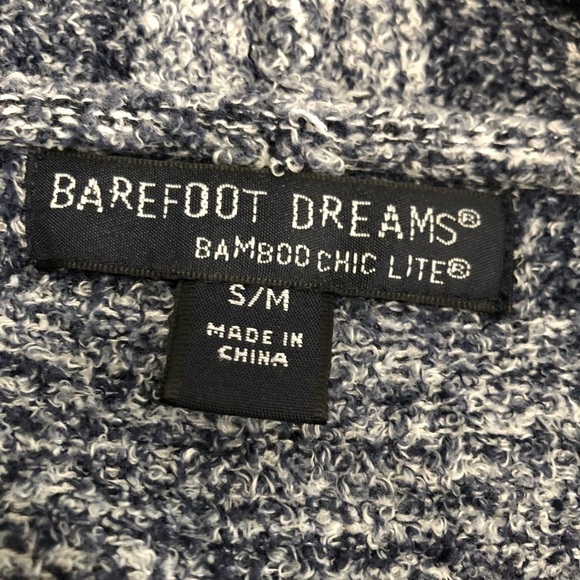 BAREFOOT DREAMS®
BAMBOO CHIC LITE®
S/M
MADE IN
CHINA